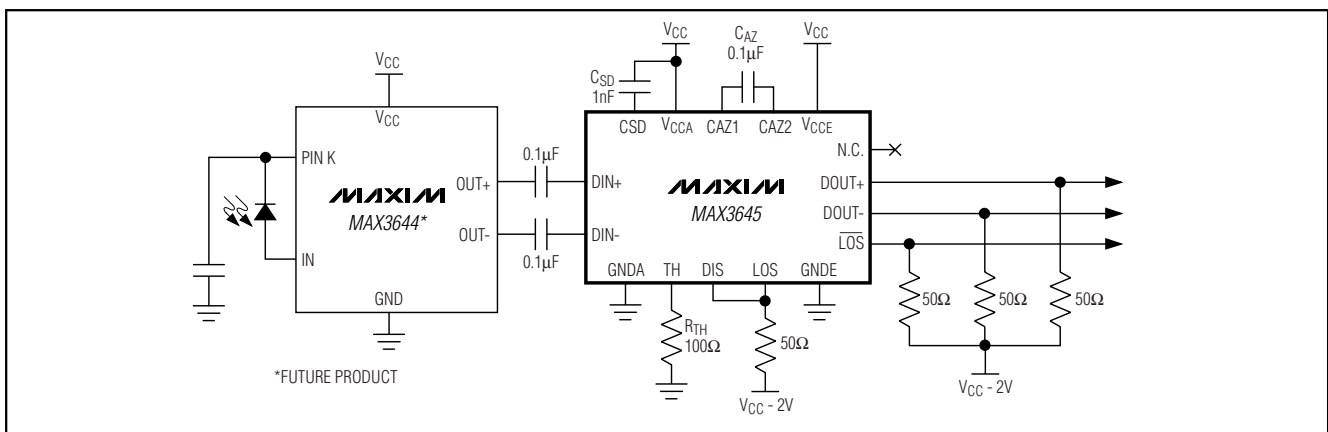 VCC
VCC
PIN K
IN
MAXIM
MAX3644*
OUT+
OUT-
GND
*FUTURE PRODUCT
0.1µF
0.1µF
VCC
CSD
1nF
CAZ
0.1µF
VCC
CSD
VCCA
CAZ1
CAZ2
VCCE
N.C.
DIN+
DIN-
MAXIM
MAX3645
DOUT+
DOUT-
LOS
GNDA
TH
DIS
LOS
GNDE
RTH
100Ω
50Ω
VCC - 2V
50Ω
50Ω
50Ω
VCC - 2V